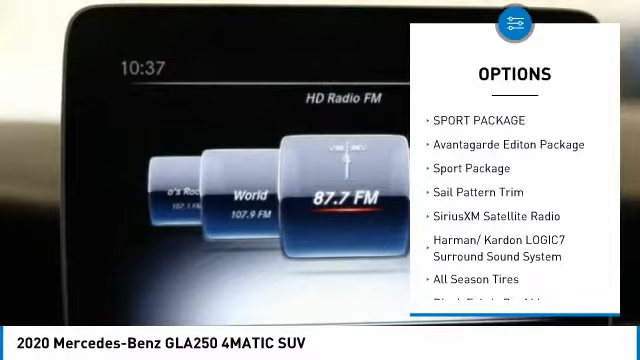 10:37
HD Radio FM
World
107.9 FM
87.7 FM
OPTIONS
SPORT PACKAGE
Avantagarde Editon Package
Sport Package
Sail Pattern Trim
SiriusXM Satellite Radio
Harman/ Kardon LOGIC7
Surround Sound System
All Season Tires
2020 Mercedes-Benz GLA250 4MATIC SUV